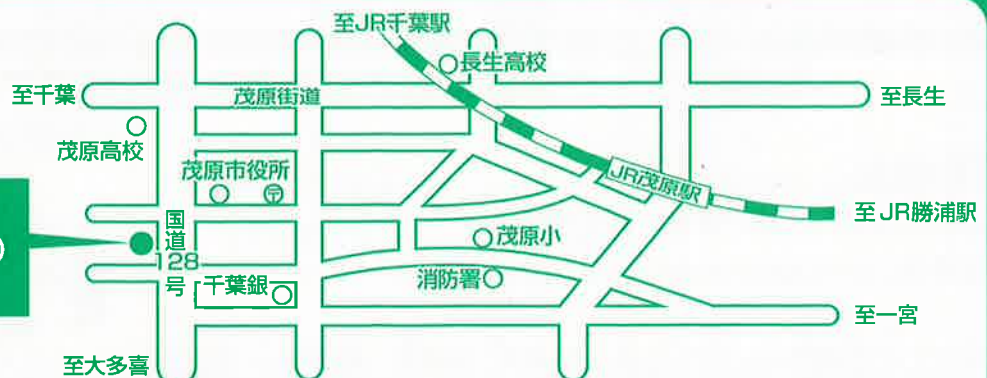 至JR千葉駅
長生高校
至千葉
茂原街道
至長生
茂原高校
茂原市役所
〶
JR茂原駅
至JR勝浦駅
国道128号
茂原小
消防署
千葉銀
至一宮
至大多喜